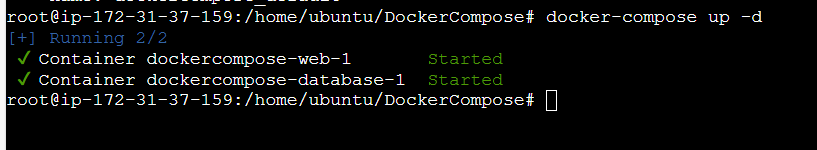 root@ip-172-31-37-159:/home/ubuntu/DockerCompose# docker-compose up -d
[+] Running 2/2
✔ Container dockercompose-web-1 Started
✔ Container dockercompose-database-1 Started
root@ip-172-31-37-159:/home/ubuntu/DockerCompose#